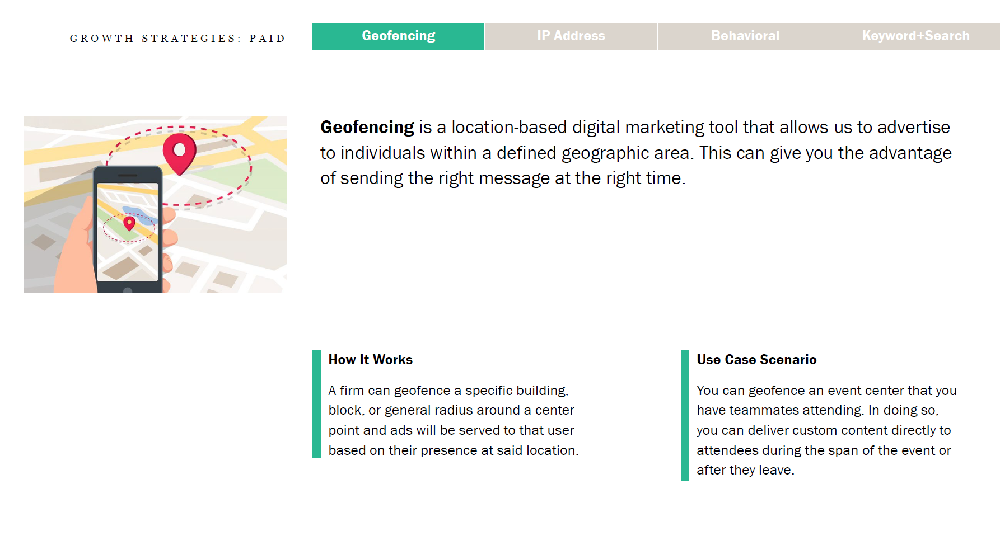 GROWTH STRATEGIES: PAID
Geofencing
IP Address
Behavioral
Keyword+Search
Geofencing is a location-based digital marketing tool that allows us to advertise
to individuals within a defined geographic area. This can give you the advantage
of sending the right message at the right time.
How It Works
A firm can geofence a specific building,
block, or general radius around a center
point and ads will be served to that user
based on their presence at said location.
Use Case Scenario
You can geofence an event center that you
have teammates attending. In doing so,
you can deliver custom content directly to
attendees during the span of the event or
after they leave.